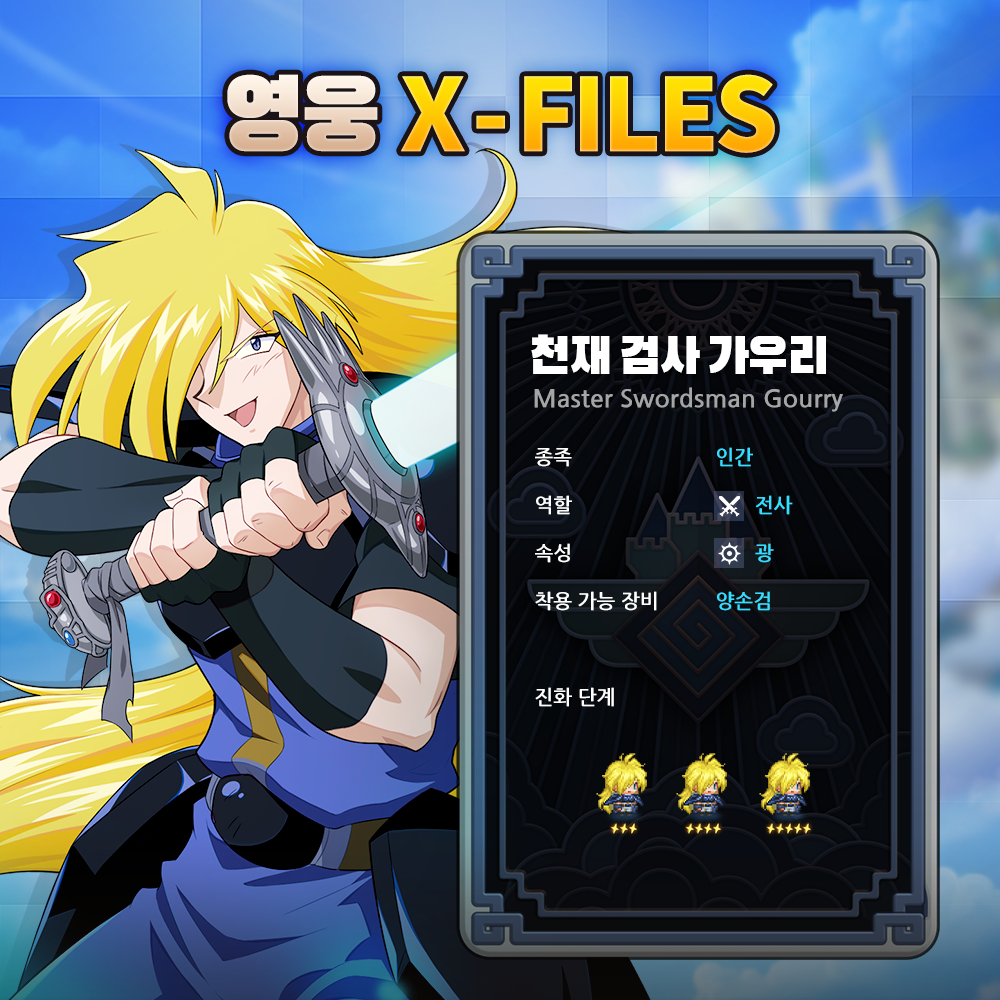 영웅 X-FILES
천재 검사 가우리
Master Swordsman Gourry
종족 인간
역할 전사
속성 광
착용 가능 장비 양손검
진화 단계